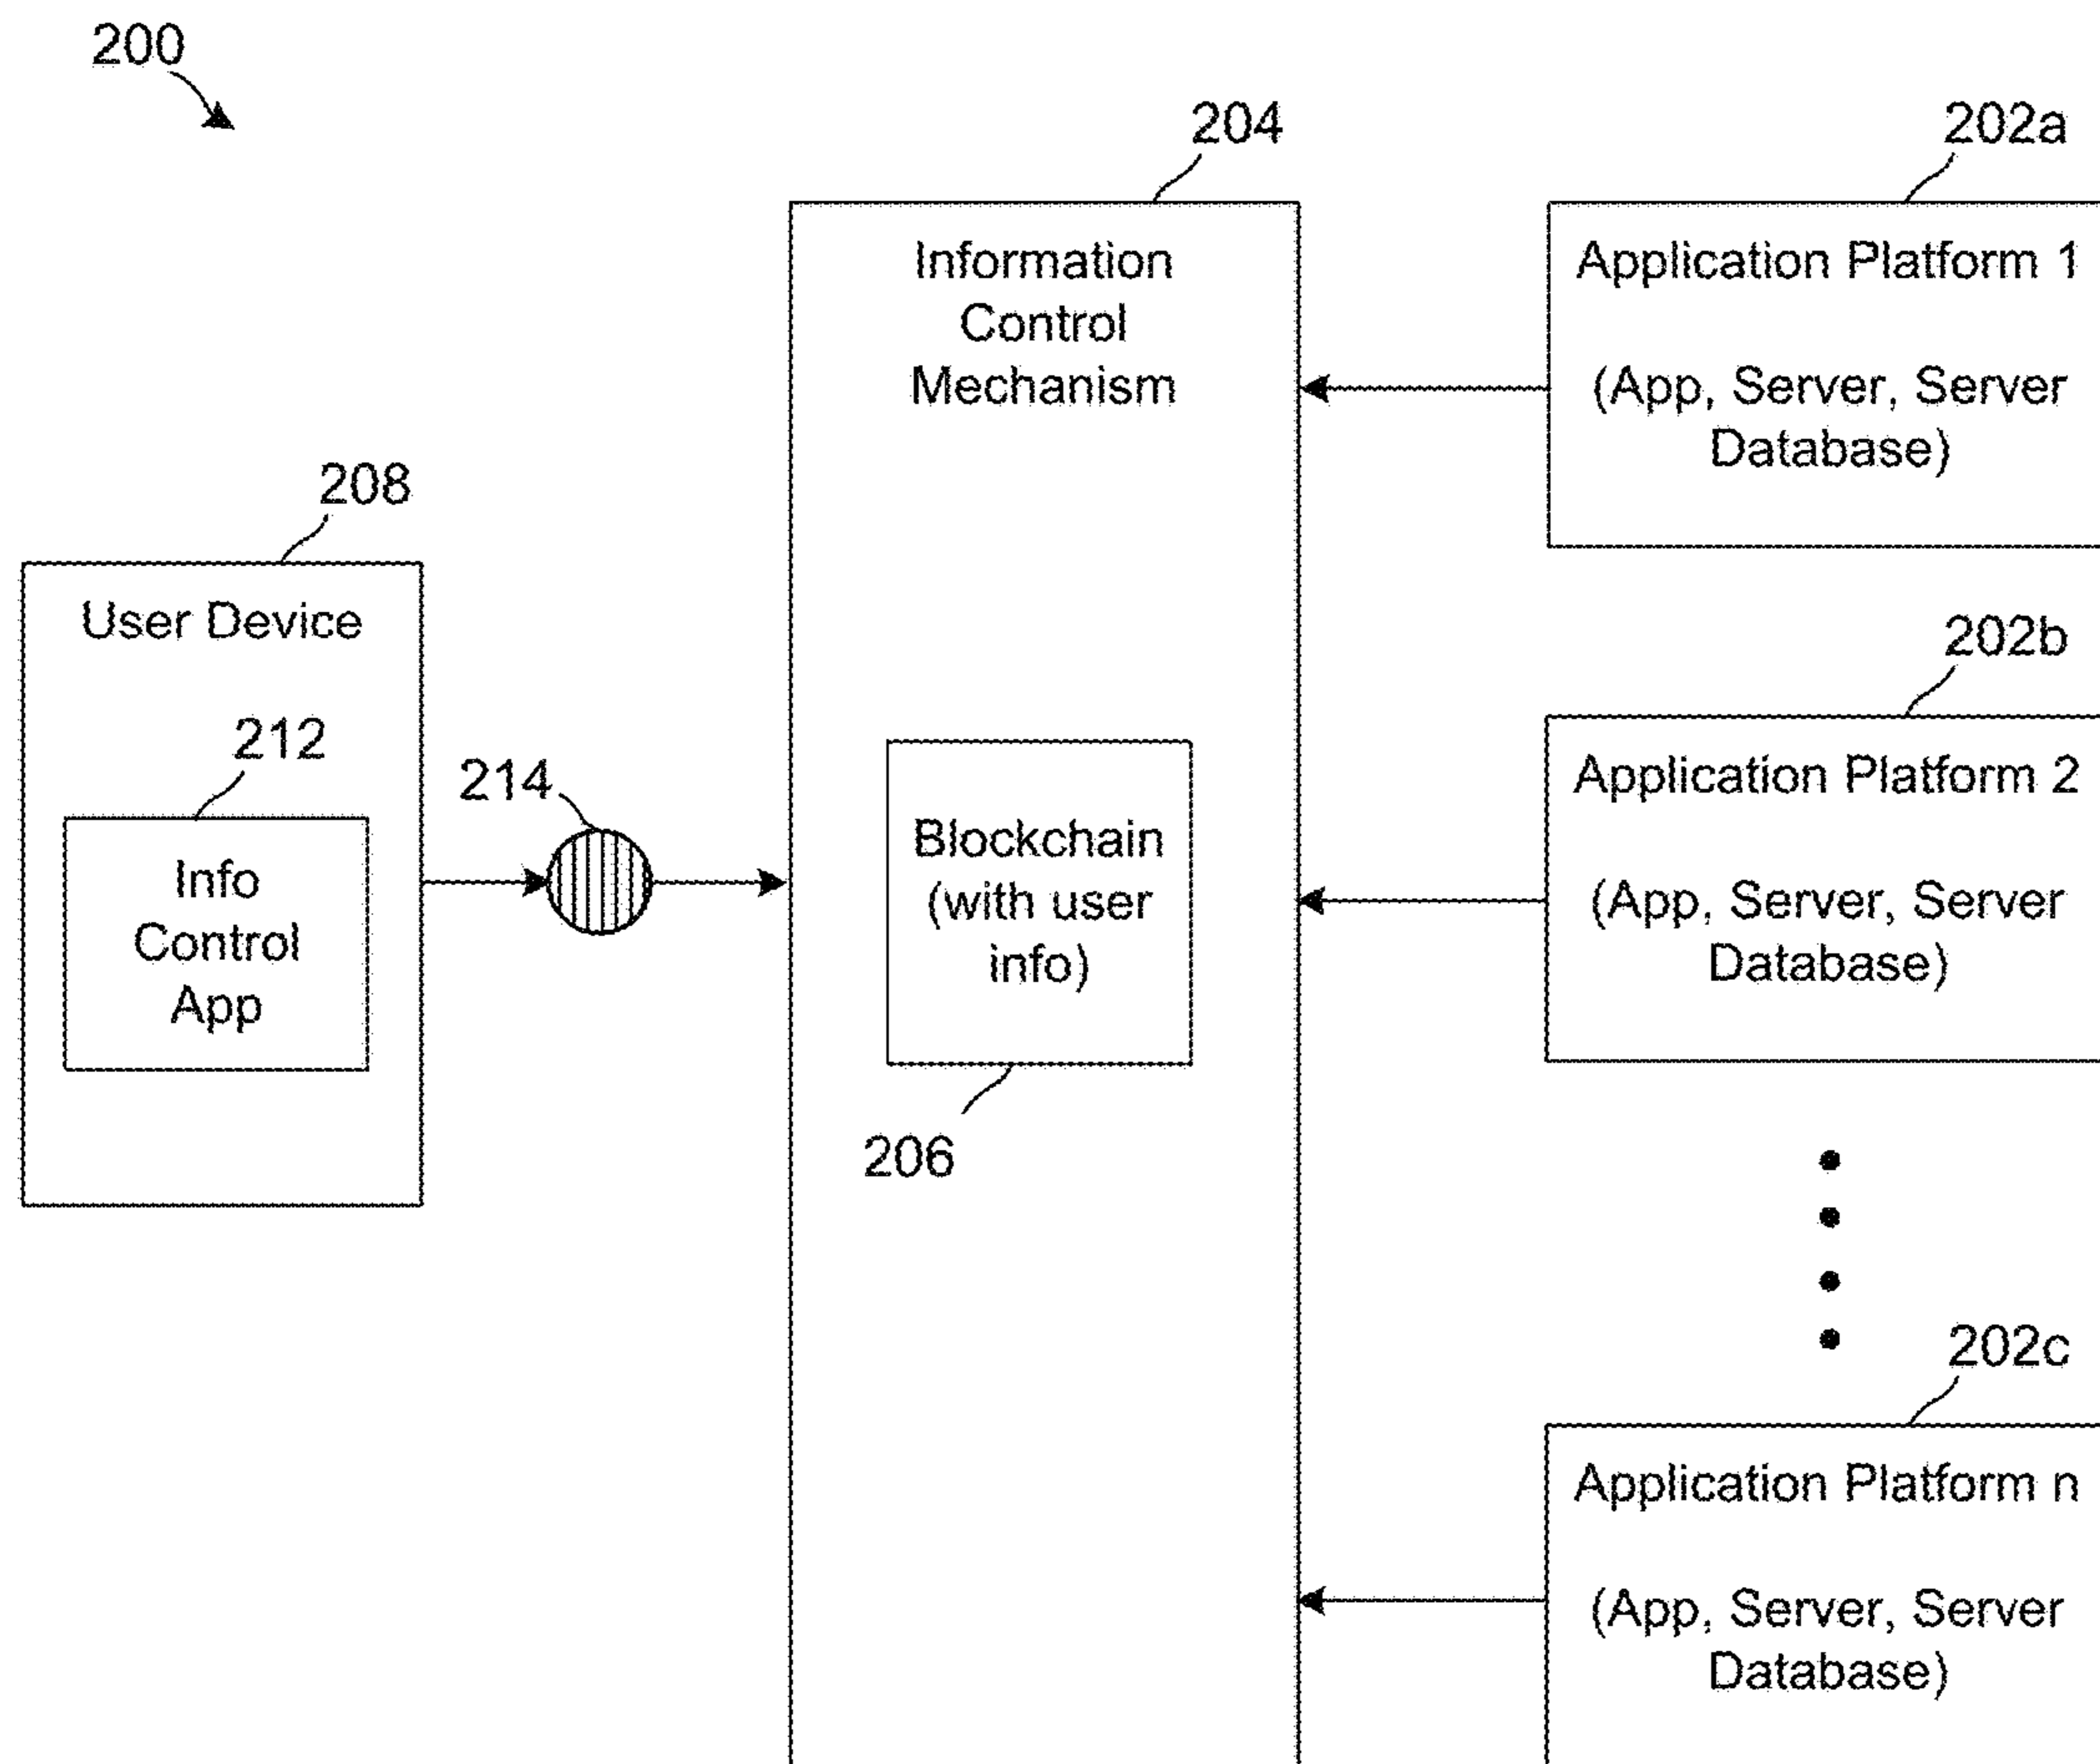 200
204
202a
Information
Control
Mechanism
Application Platform 1
(App, Server, Server
Database)
208
User Device
212
Info
Control
App
214
Blockchain
(with user
info)
206
202b
Application Platform 2
(App, Server, Server
Database)
202c
Application Platform n
(App, Server, Server
Database)